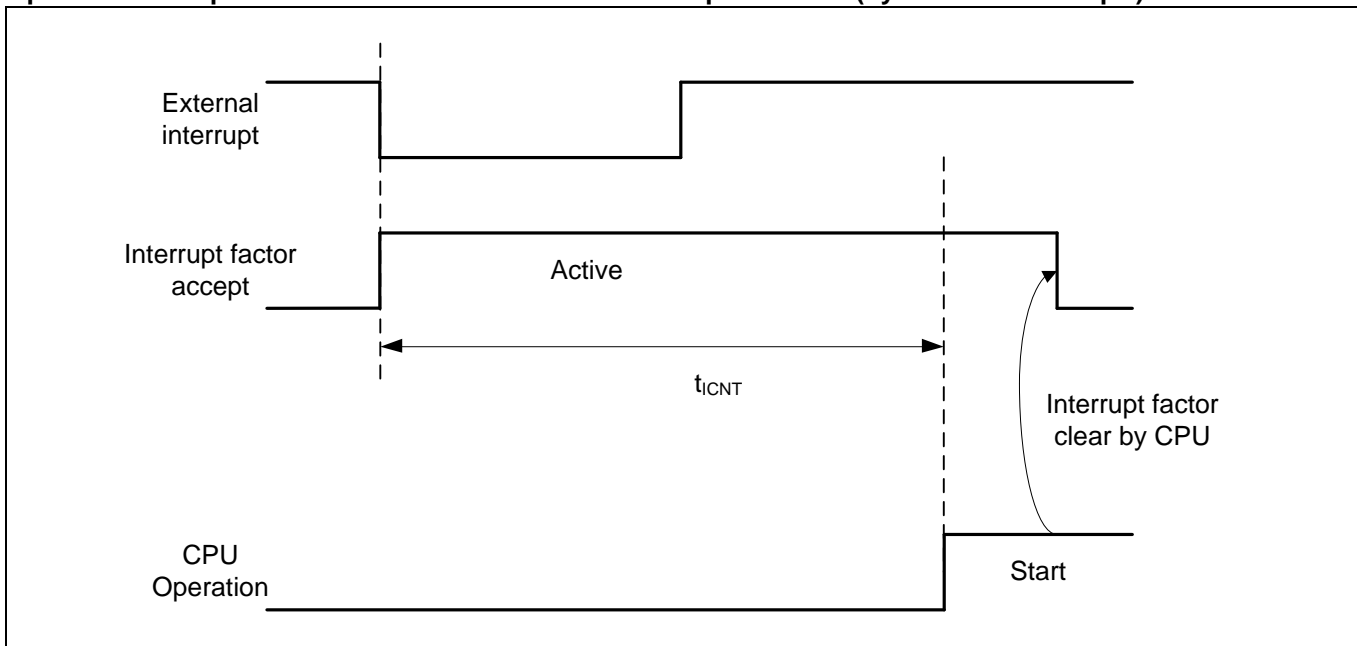 External
interrupt
Interrupt factor
accept
Active
tICNT
Interrupt factor
clear by CPU
CPU
Operation
Start